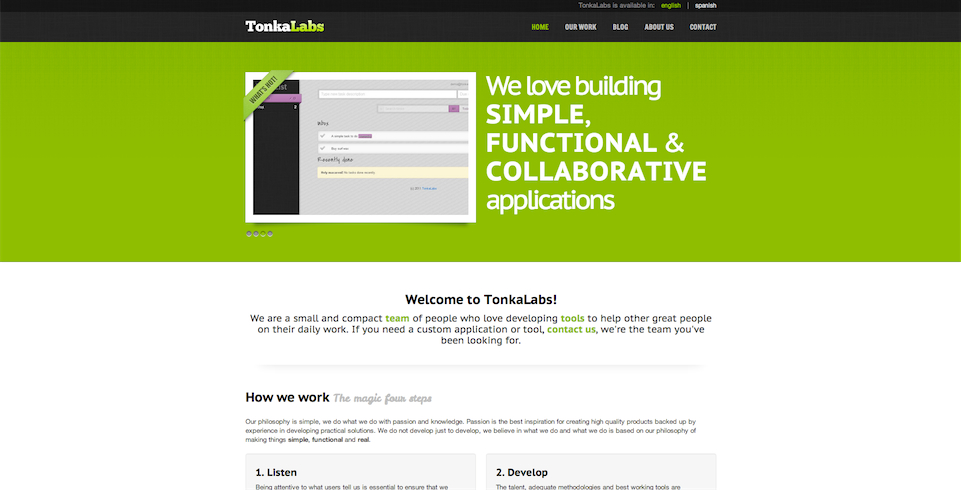 TonkaLabs is available in: english | spanish
TonkaLabs
HOME OUR WORK BLOG ABOUT US CONTACT
WHAT'S HOT!
Recently done
We love building
SIMPLE,
FUNCTIONAL &
COLLABORATIVE
applications
Welcome to TonkaLabs!
We are a small and compact team of people who love developing tools to help other great people
on their daily work. If you need a custom application or tool, contact us, we're the team you've
been looking for.
How we work The magic four steps
Our philosophy is simple, we do what we do with passion and knowledge. Passion is the best inspiration for creating high quality products backed up by
experience in developing practical solutions. We do not develop just to develop, we believe in what we do and what we do is based on our philosophy of
making things simple, functional and real.
1. Listen
Being attentive to what users tell us is essential to ensure that we
2. Develop
The talent, adequate methodologies and best working tools are